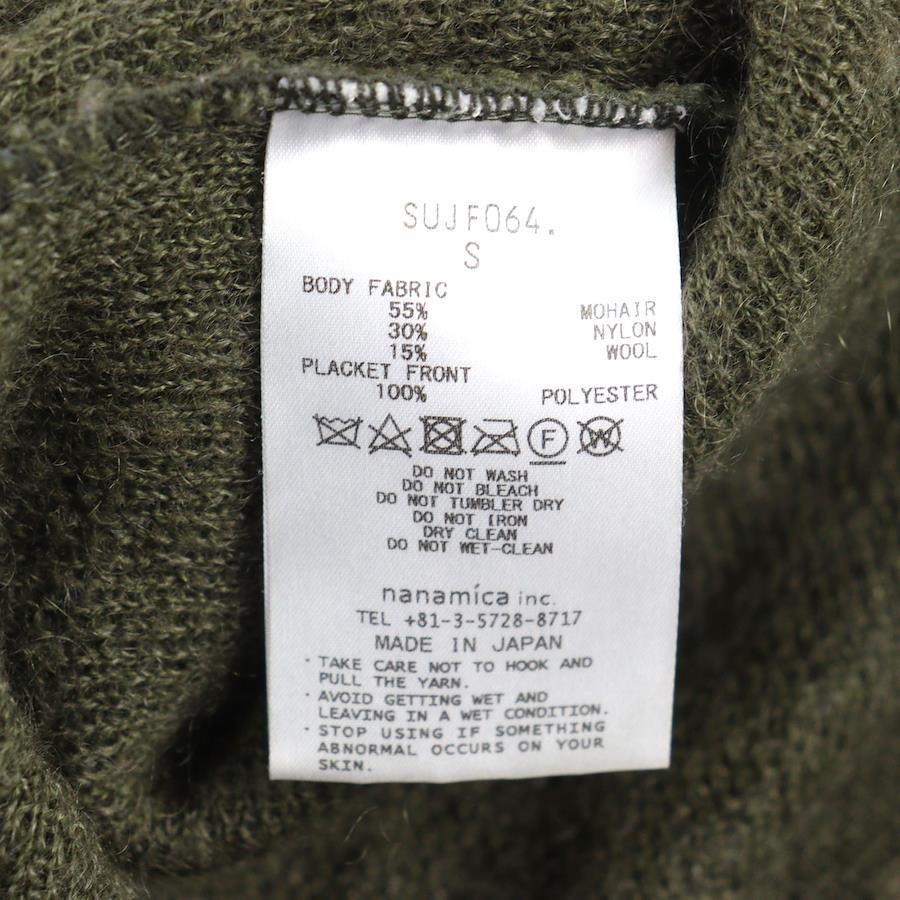 SUJF064.
S
BODY FABRIC
55% MOHAIR
30% NYLON
15% WOOL
PLACKET FRONT
100% POLYESTER
F W
DO NOT WASH
DO NOT BLEACH
DO NOT TUMBLER DRY
DO NOT IRON
DRY CLEAN
DO NOT WET-CLEAN
nanamíca inc.
TEL +81-3-5728-8717
MADE IN JAPAN
・TAKE CARE NOT TO HOOK AND
PULL THE YARN.
・AVOID GETTING WET AND
LEAVING IN A WET CONDITION.
・STOP USING IF SOMETHING
ABNORMAL OCCURS ON YOUR
SKIN.